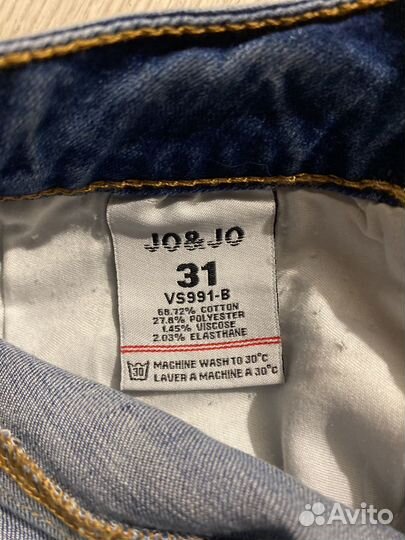 JO&JO
31
VS991-B
68.72% COTTON
27.8% POLYESTER
1.45% VISCOSE
2.03% ELASTHANE
30 MACHINE WASH TO 30°C
LAVER A MACHINE A 30°C
Avito